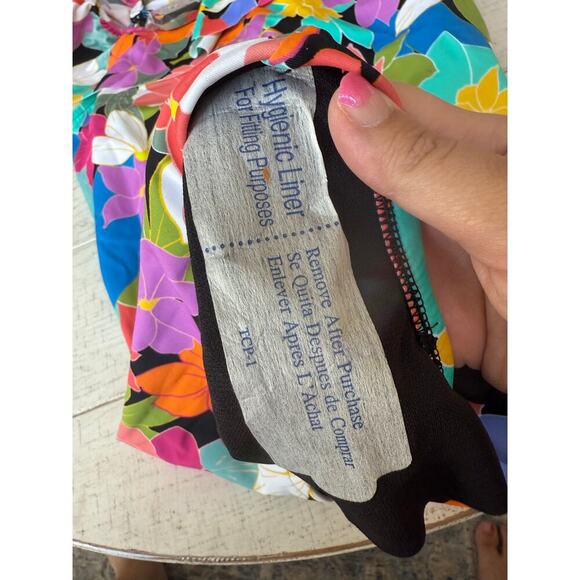 Hygienic Liner
For Fitting Purposes
Remove After Purchase
Se Quita Despues de Comprar
Enlever Apres L'Achat
TCP-1